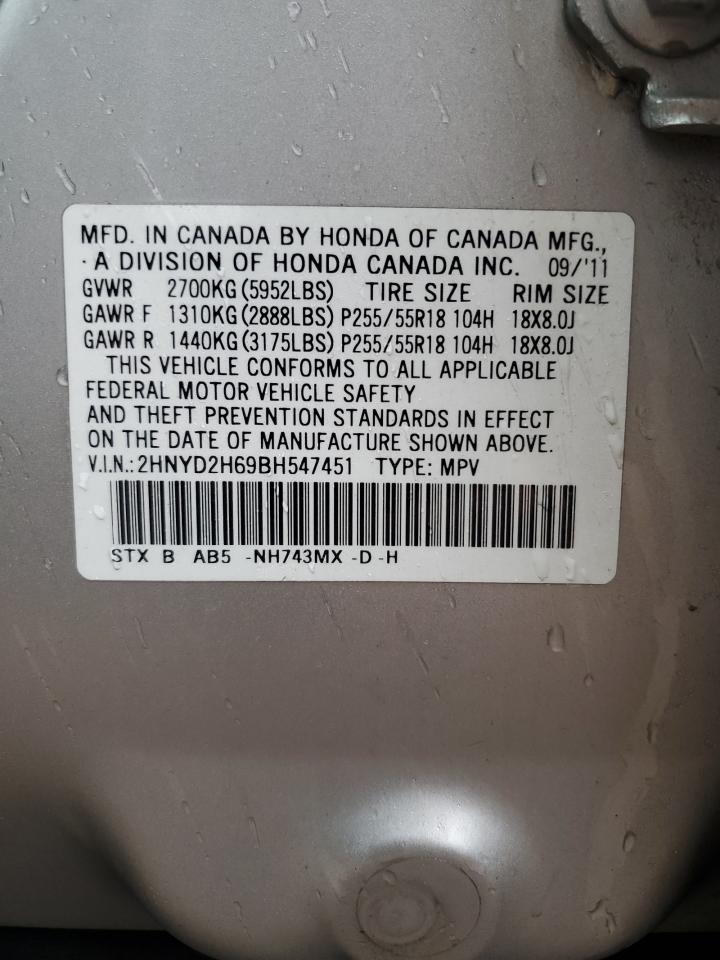 MFD. IN CANADA BY HONDA OF CANADA MFG.,
·A DIVISION OF HONDA CANADA INC. 09/'11
GVWR 2700KG(5952LBS) TIRE SIZE RIM SIZE
GAWR F 1310KG(2888LBS) P255/55R18 104H 18X8.0J
GAWR R 1440KG(3175LBS) P255/55R18 104H 18X8.0J
THIS VEHICLE CONFORMS TO ALL APPLICABLE
FEDERAL MOTOR VEHICLE SAFETY
AND THEFT PREVENTION STANDARDS IN EFFECT
ON THE DATE OF MANUFACTURE SHOWN ABOVE.
V.I.N.:2HNYD2H69BH547451 TYPE: MPV
STX B AB5 -NH743MX -D -H